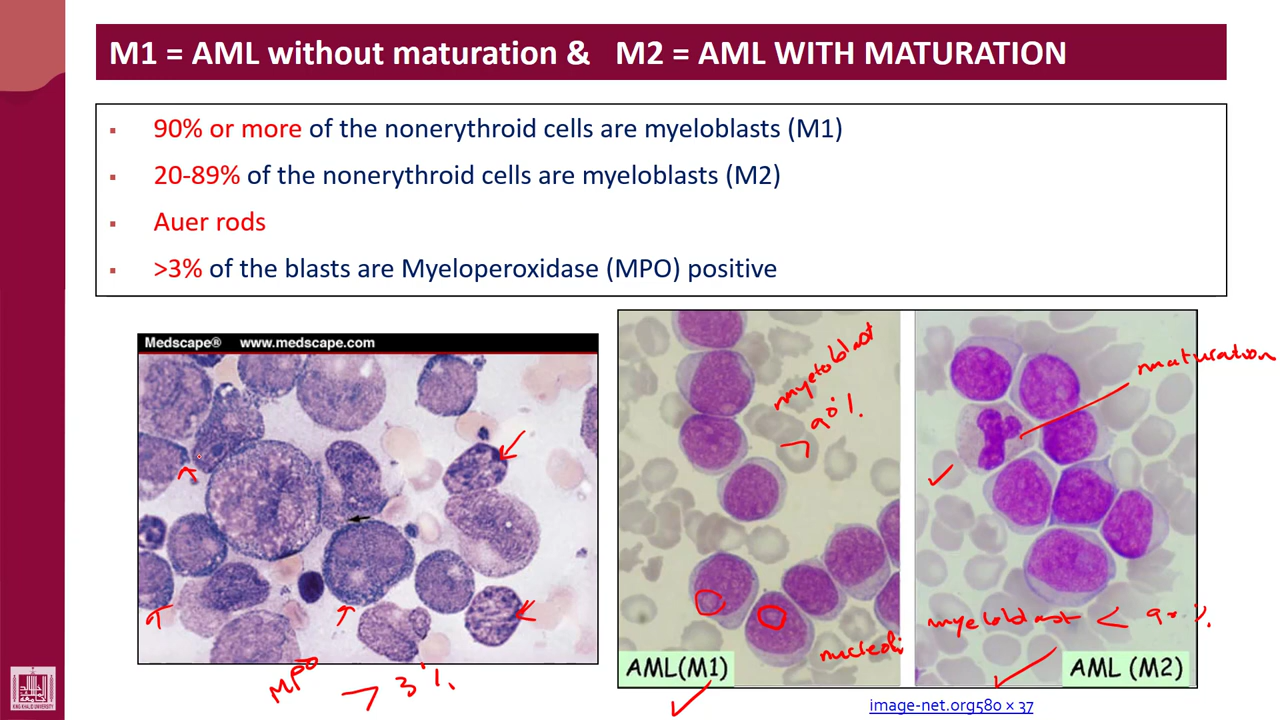 M1 = AML without maturation & M2 = AML WITH MATURATION
▪ 90% or more of the nonerythroid cells are myeloblasts (M1)
▪ 20-89% of the nonerythroid cells are myeloblasts (M2)
▪ Auer rods
▪ >3% of the blasts are Myeloperoxidase (MPO) positive
Medscape® www.medscape.com
MPO > 3%.
myeloblast
> 90%.
nucleoli
AML(M1)
maturation
myeloblast < 90%.
AML (M2)
image-net.org580 × 37
KING KHALID UNIVERSITY